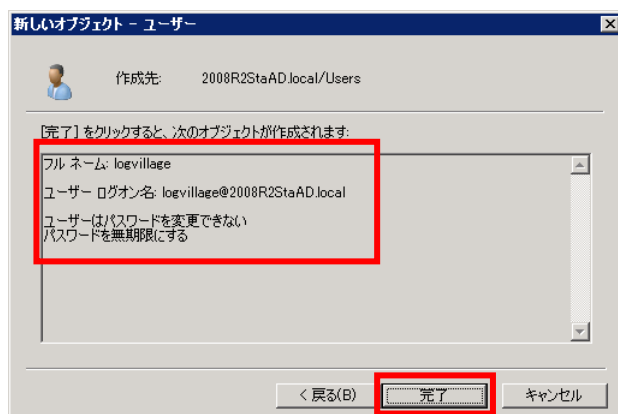 新しいオブジェクト - ユーザー
作成先: 2008R2StaAD.local/Users
[完了] をクリックすると、次のオブジェクトが作成されます:
フル ネーム: logvillage
ユーザー ログオン名: logvillage@2008R2StaAD.local
ユーザーはパスワードを変更できない
パスワードを無期限にする
< 戻る(B) 完了 キャンセル